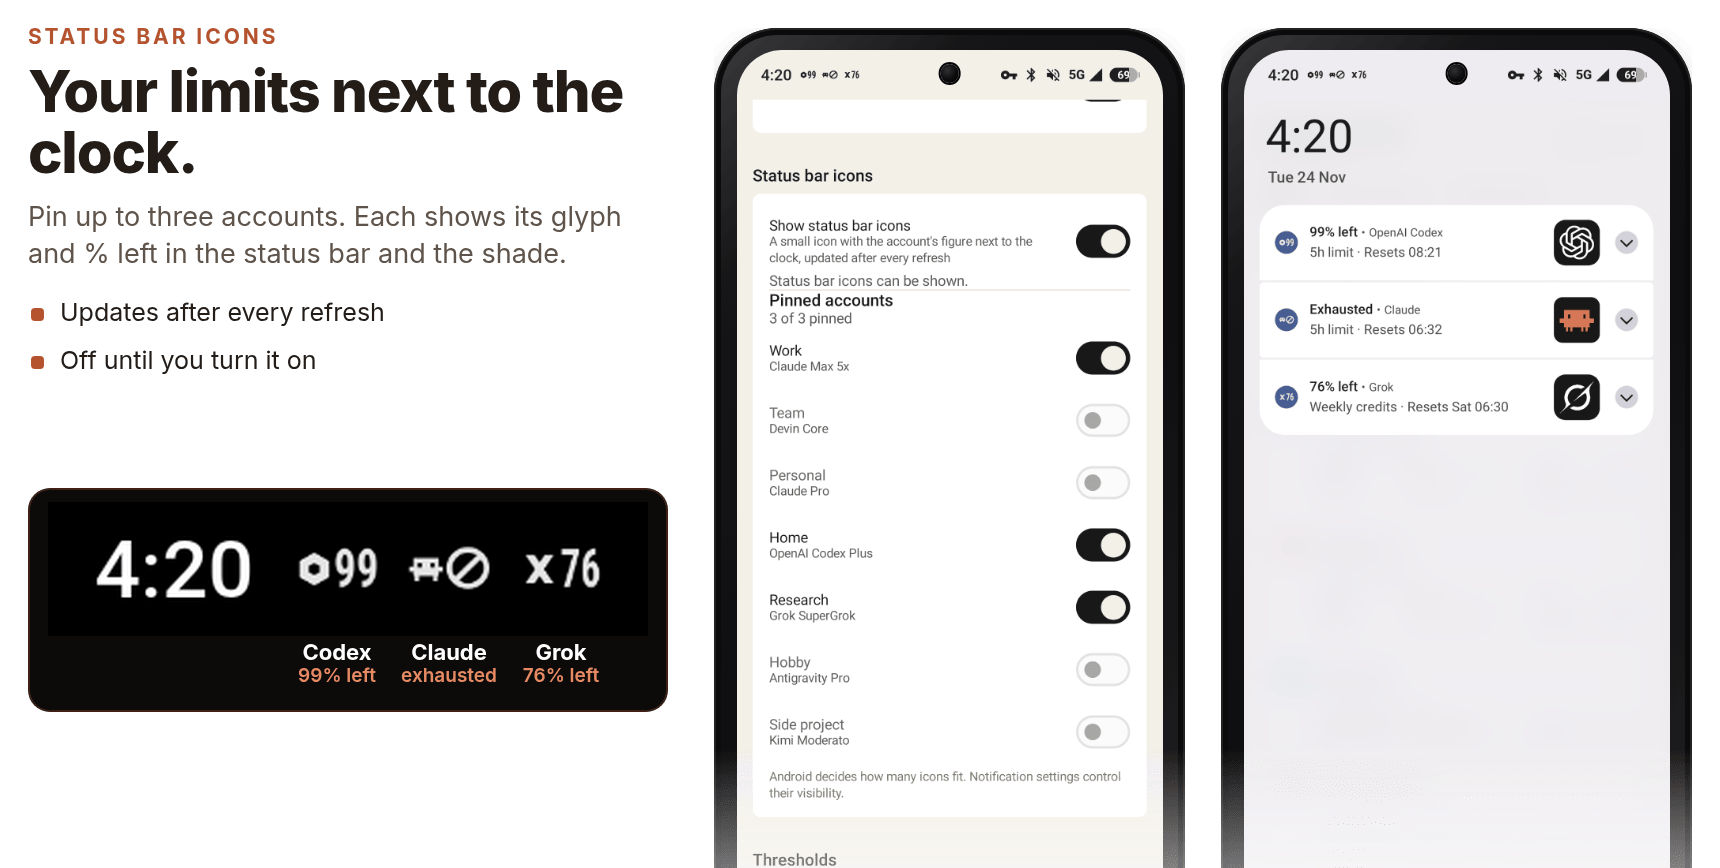 STATUS BAR ICONS
Your limits next to the
clock.
Pin up to three accounts. Each shows its glyph
and % left in the status bar and the shade.
Updates after every refresh
Off until you turn it on
4:20 99 76
Codex Claude Grok
99% left exhausted 76% left
4:20 99 x76 5G 69
Status bar icons
Show status bar icons
A small icon with the account's figure next to the
clock, updated after every refresh
Status bar icons can be shown.
Pinned accounts
3 of 3 pinned
Work
Claude Max 5x
Team
Devin Core
Personal
Claude Pro
Home
OpenAI Codex Plus
Research
Grok SuperGrok
Hobby
Antigravity Pro
Side project
Kimi Moderato
Android decides how many icons fit. Notification settings control
their visibility.
Thresholds
4:20 99 x76 5G 69
4:20
Tue 24 Nov
99 99% left • OpenAI Codex
5h limit · Resets 08:21
Exhausted • Claude
5h limit · Resets 06:32
x76 76% left • Grok
Weekly credits · Resets Sat 06:30